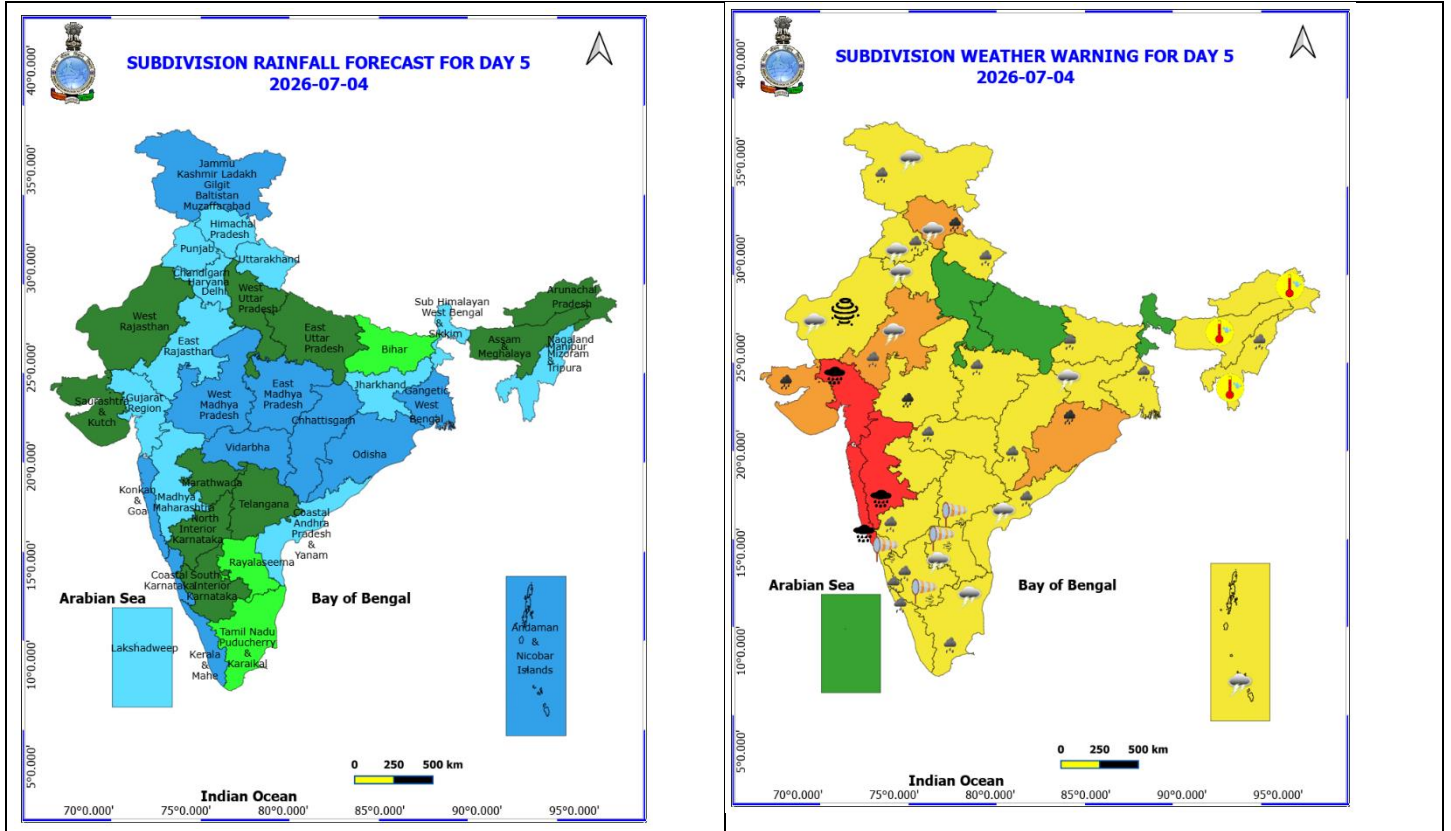 SUBDIVISION RAINFALL FORECAST FOR DAY 5
2026-07-04
40°0.000'
35°0.000'
30°0.000'
25°0.000'
20°0.000'
15°0.000'
10°0.000'
5°0.000'
Jammu
Kashmir Ladakh
Gilgit
Baltistan
Muzaffarabad
Himachal
Pradesh
Punjab
Uttarakhand
Chandigarh
Haryana
Delhi
West
Uttar
Pradesh
Arunachal
Pradesh
Sub Himalayan
West Bengal
&
Sikkim
West
Rajasthan
East
Uttar
Pradesh
East
Rajasthan
Bihar
Assam
&
Meghalaya
Nagaland
Manipur
Mizoram
&
Tripura
Jharkhand
Saurashtra
&
Kutch
Gujarat
Region
West
Madhya
Pradesh
East
Madhya
Pradesh
Gangetic
West
Bengal
Chhattisgarh
Vidarbha
Odisha
Marathwada
Konkan
&
Goa
Madhya
Maharashtra
Telangana
North
Interior
Karnataka
Coastal
Andhra
Pradesh
&
Yanam
Rayalaseema
Coastal
Karnataka
South
Interior
Karnataka
Arabian Sea
Bay of Bengal
Lakshadweep
Tamil Nadu
Puducherry
&
Karaikal
Kerala
&
Mahe
Andaman
&
Nicobar
Islands
0 250 500 km
Indian Ocean
70°0.000' 75°0.000' 80°0.000' 85°0.000' 90°0.000' 95°0.000'
SUBDIVISION WEATHER WARNING FOR DAY 5
2026-07-04
40°0.000'
35°0.000'
30°0.000'
25°0.000'
20°0.000'
15°0.000'
10°0.000'
5°0.000'
Arabian Sea
Bay of Bengal
0 250 500 km
Indian Ocean
70°0.000' 75°0.000' 80°0.000' 85°0.000' 90°0.000' 95°0.000'